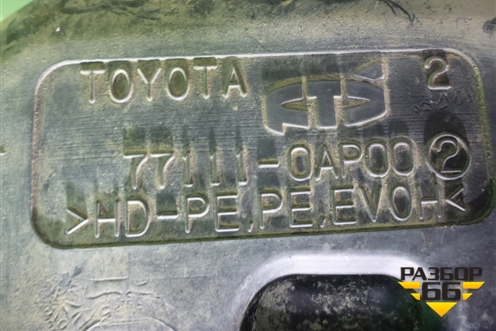 TOYOTA 2
77111-0AP00 2
>HD-PE,PE,EVOH<
РАЗБОР
66